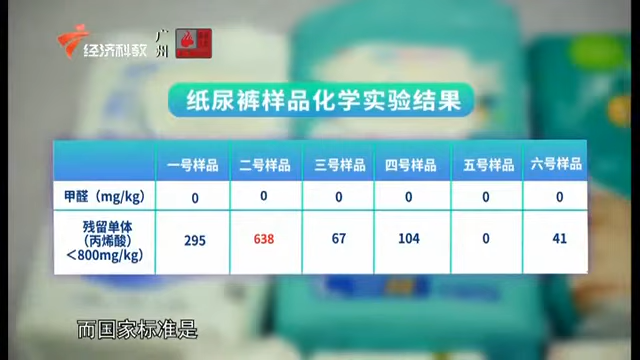 经济科教
广州
纸尿裤样品化学实验结果
一号样品 二号样品 三号样品 四号样品 五号样品 六号样品
甲醛（mg/kg） 0 0 0 0 0 0
残留单体
（丙烯酸） 295 638 67 104 0 41
＜800mg/kg）
而国家标准是